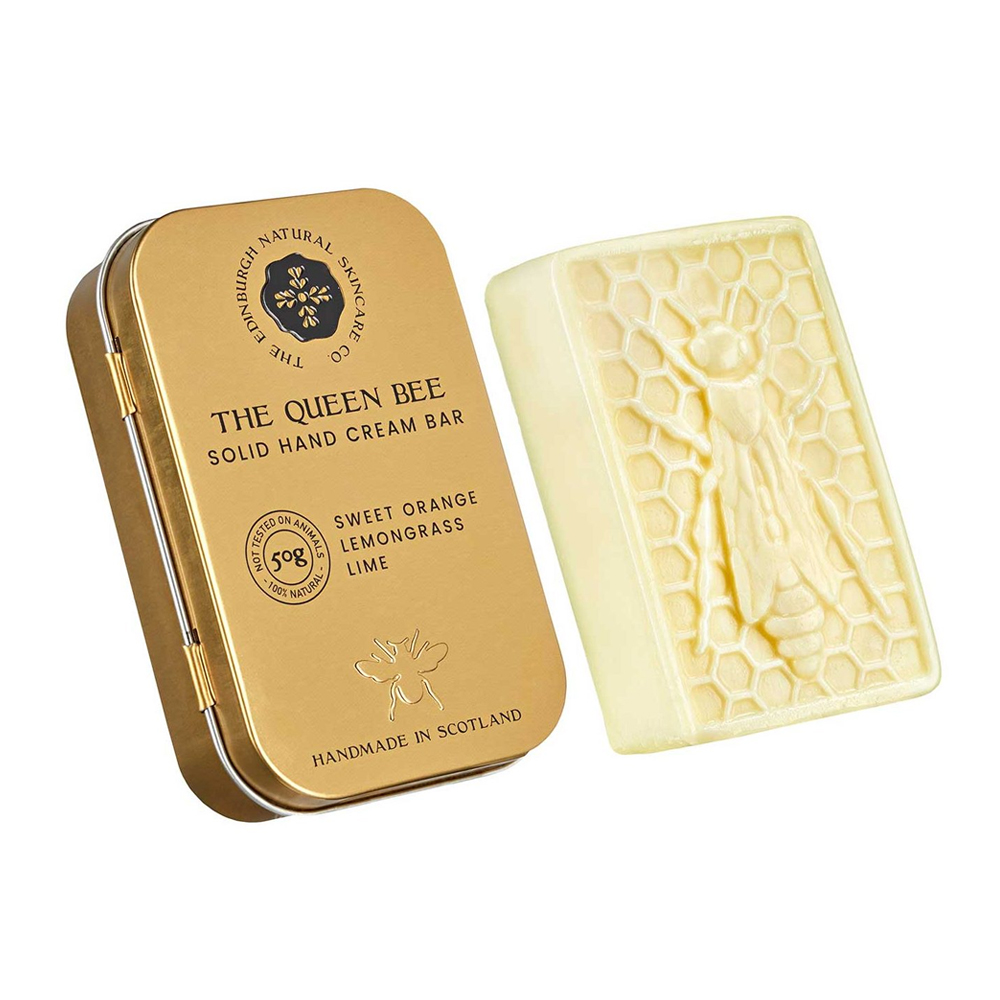 THE EDINBURGH NATURAL SKINCARE CO.
THE QUEEN BEE
SOLID HAND CREAM BAR
NOT TESTED ON ANIMALS
50g
- 100% NATURAL -
SWEET ORANGE
LEMONGRASS
LIME
HANDMADE IN SCOTLAND